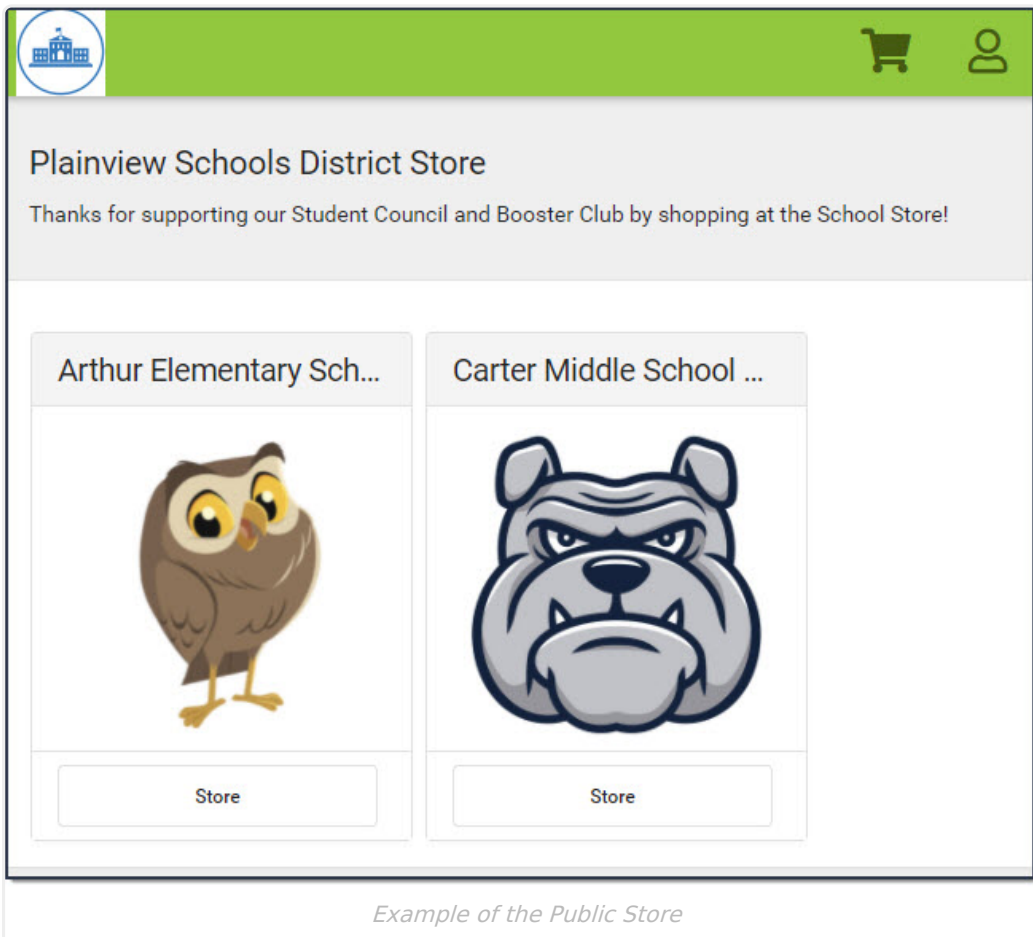 Plainview Schools District Store
Thanks for supporting our Student Council and Booster Club by shopping at the School Store!
Arthur Elementary Sch...
Carter Middle School ...
Store
Store
Example of the Public Store